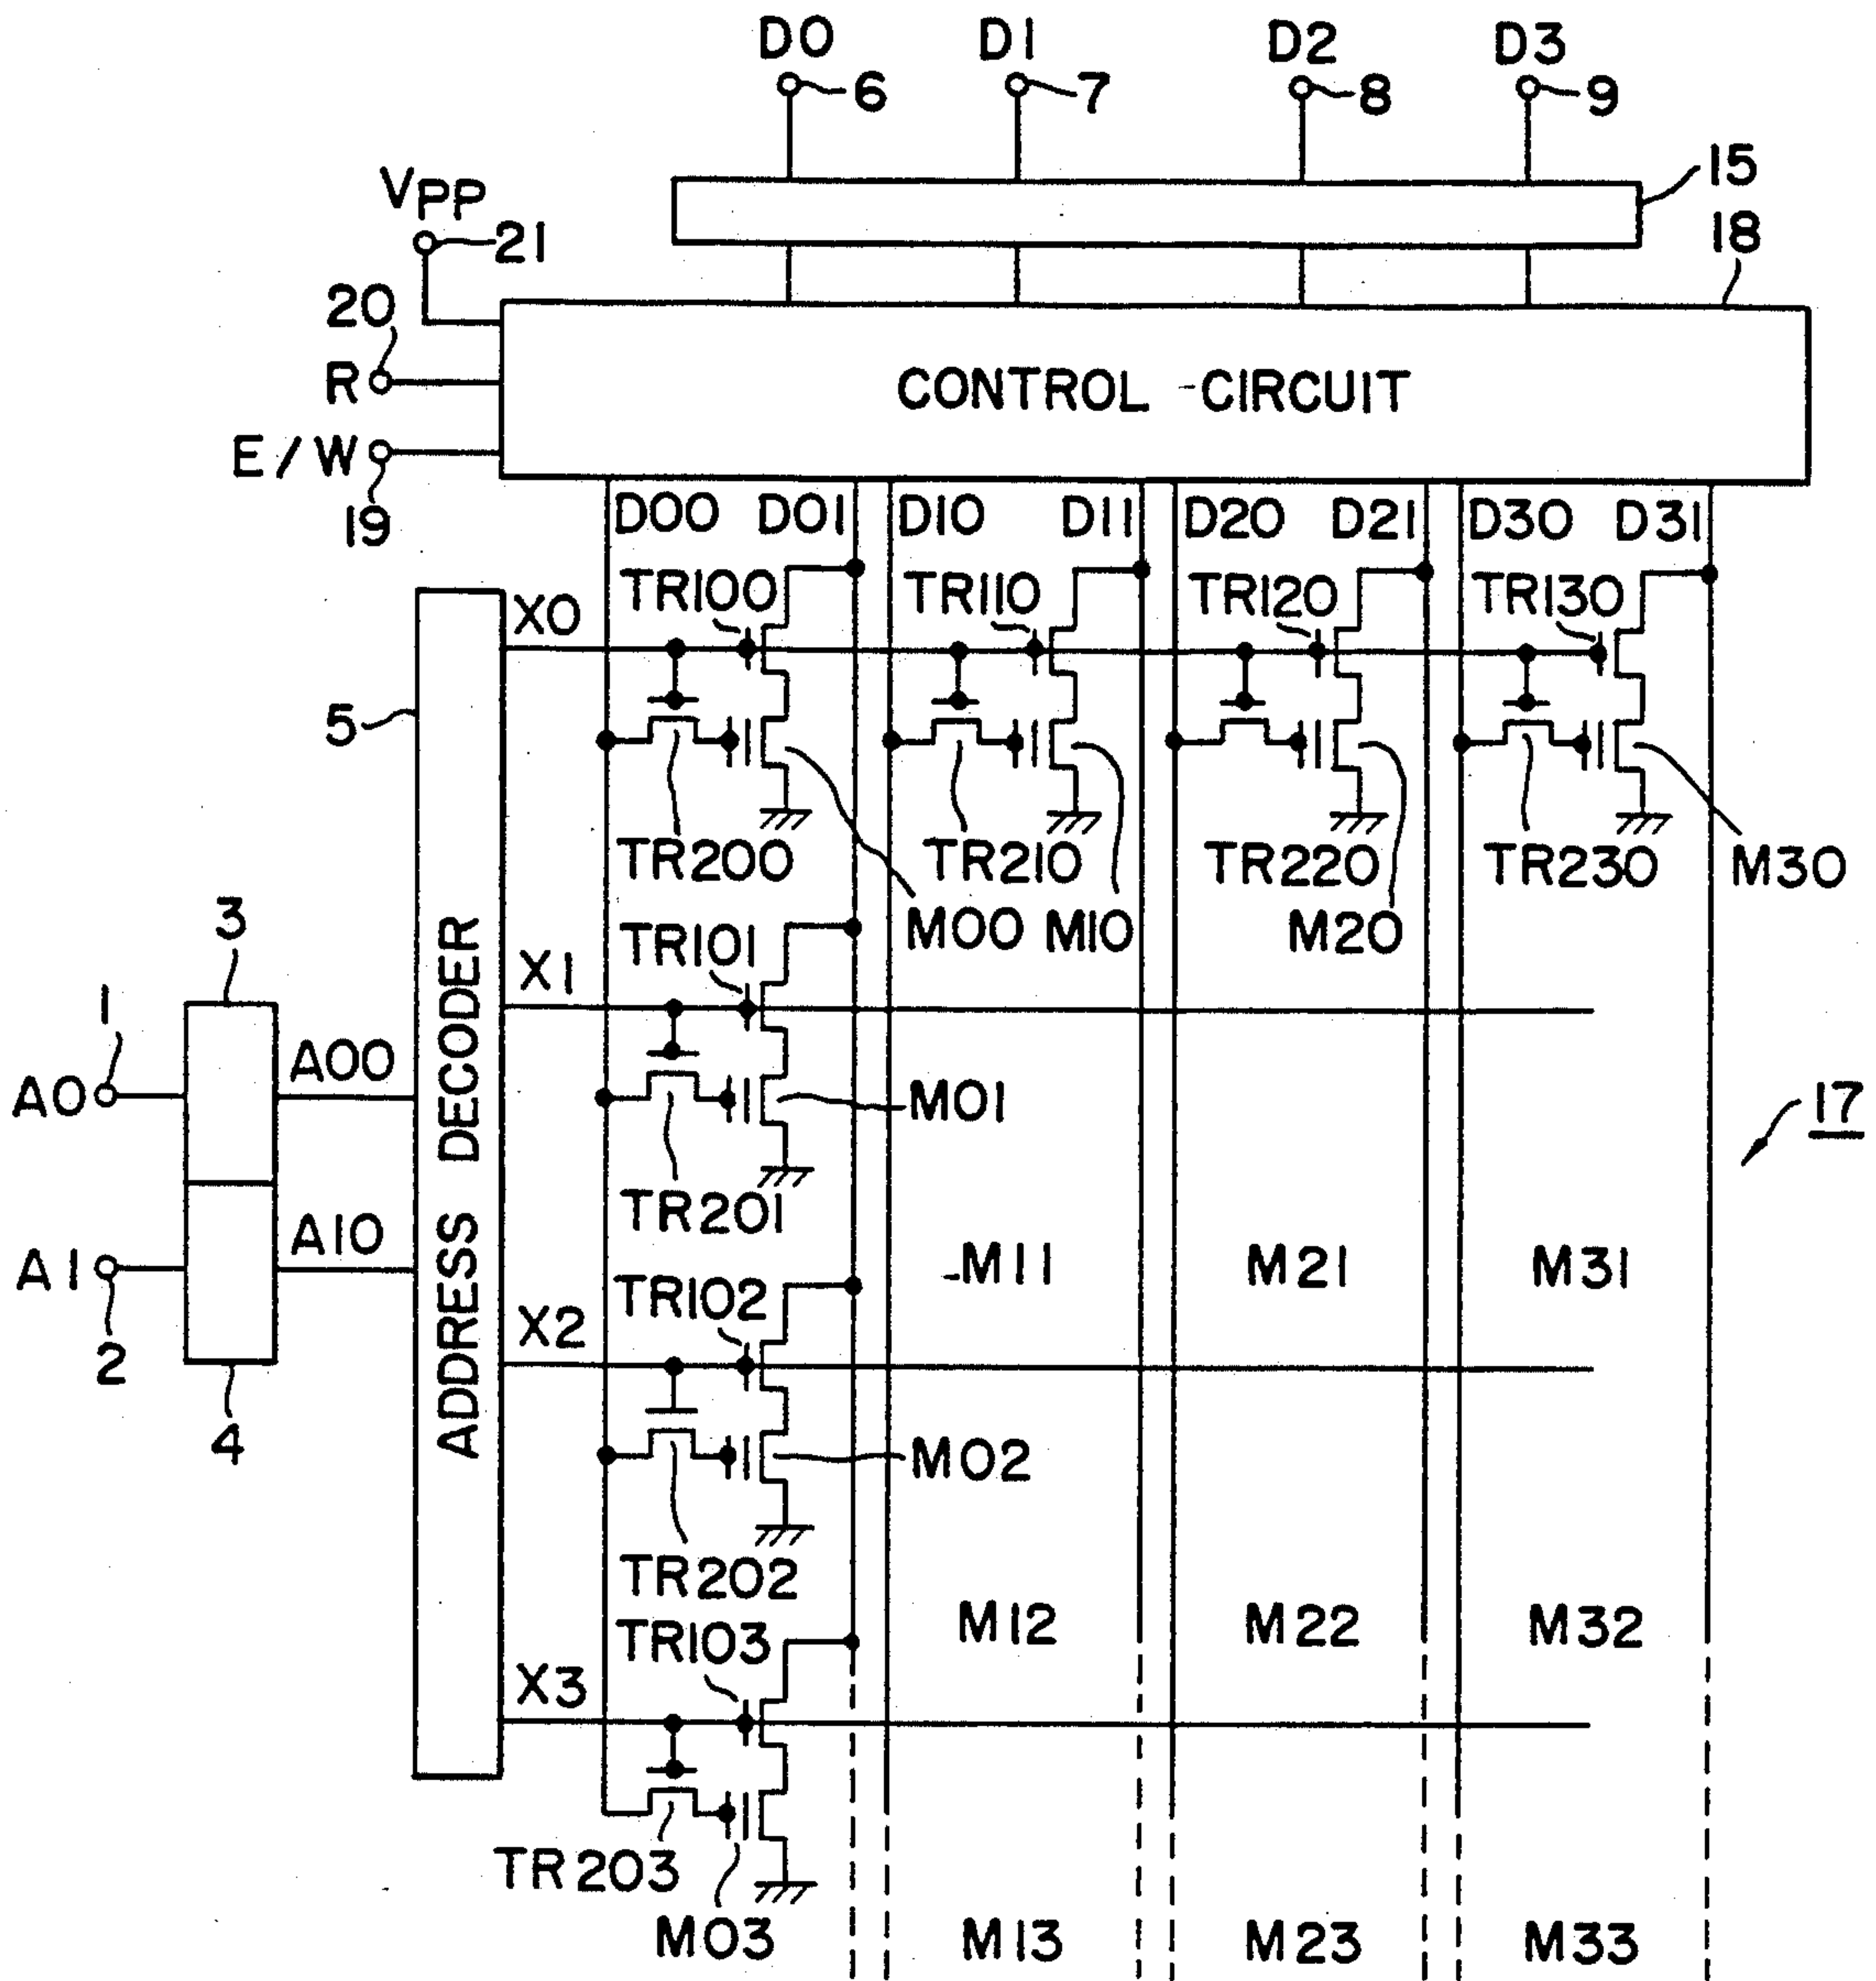 D0 D1 D2 D3
6 7 8 9
15
VPP
21
18
20
R
CONTROL CIRCUIT
E/W
19
D00 D01 D10 D11 D20 D21 D30 D31
TR100 TR110 TR120 TR130
X0
5
TR200 TR210 TR220 TR230 M30
M00 M10 M20
3
TR101
X1
1
A00
A0
M01
17
ADDRESS DECODER
TR201
A10
A1
M11 M21 M31
TR102
X2
2
4
M02
TR202
M12 M22 M32
TR103
X3
TR203
M03 M13 M23 M33